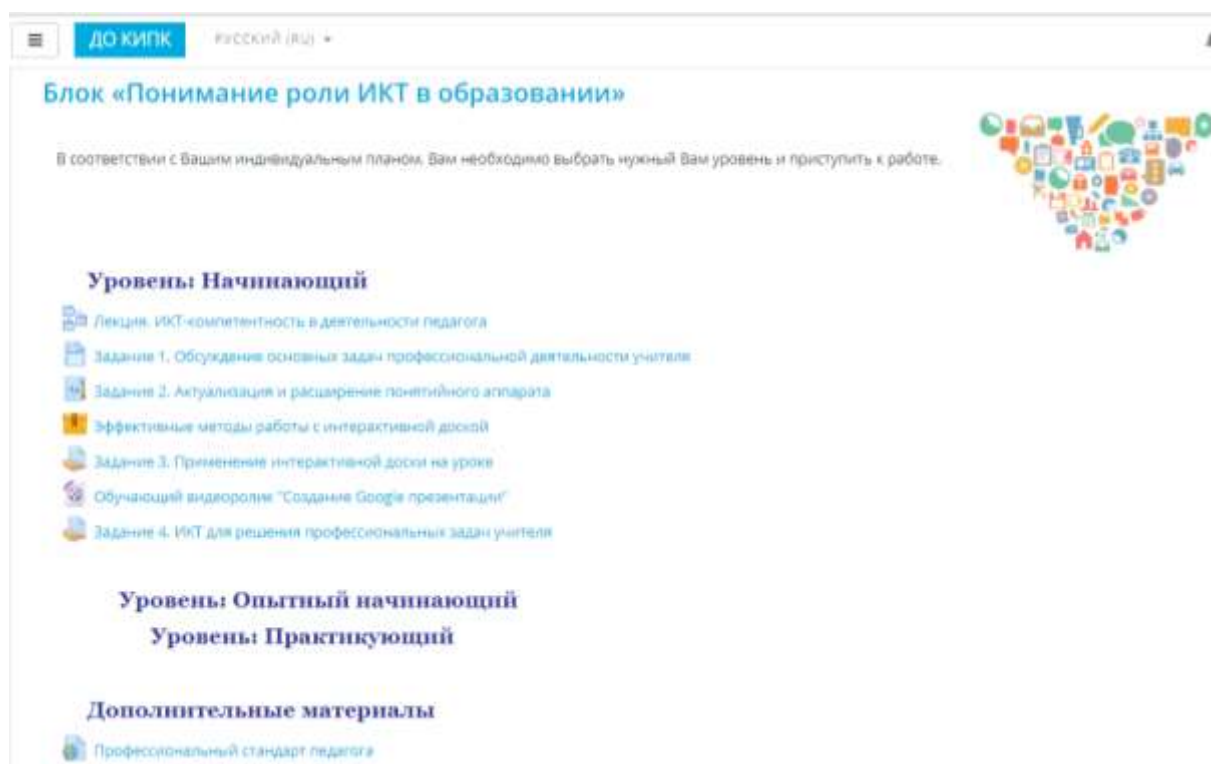 ДО КИПК
РУССКИЙ (RU)
Блок «Понимание роли ИКТ в образовании»
В соответствии с Вашим индивидуальным планом, Вам необходимо выбрать нужный Вам уровень и приступить к работе.
Уровень: Начинающий
Лекция. ИКТ-компетентность в деятельности педагога
Задание 1. Обсуждение основных задач профессиональной деятельности учителя
Задание 2. Актуализация и расширение понятийного аппарата
Эффективные методы работы с интерактивной доской
Задание 3. Применение интерактивной доски на уроке
Обучающий видеоролик "Создание Google презентации"
Задание 4. ИКТ для решения профессиональных задач учителя
Уровень: Опытный начинающий
Уровень: Практикующий
Дополнительные материалы
Профессиональный стандарт педагога